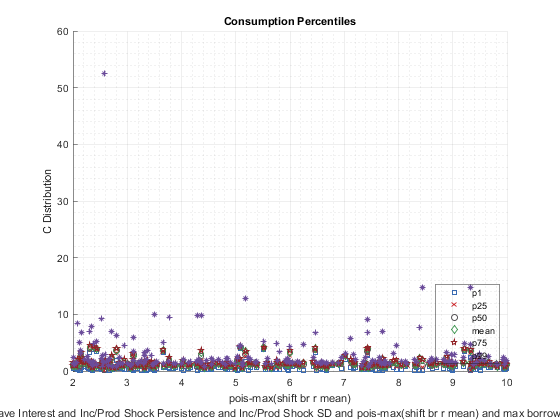 Consumption Percentiles
60
50
40
30
20
10
0
C Distribution
p1
p25
p50
mean
p75
2 3 4 5 6 7 8 9 10
pois-max(shift br r mean)
ave Interest and Inc/Prod Shock Persistence and Inc/Prod Shock SD and pois-max(shift br r mean) and max borrow